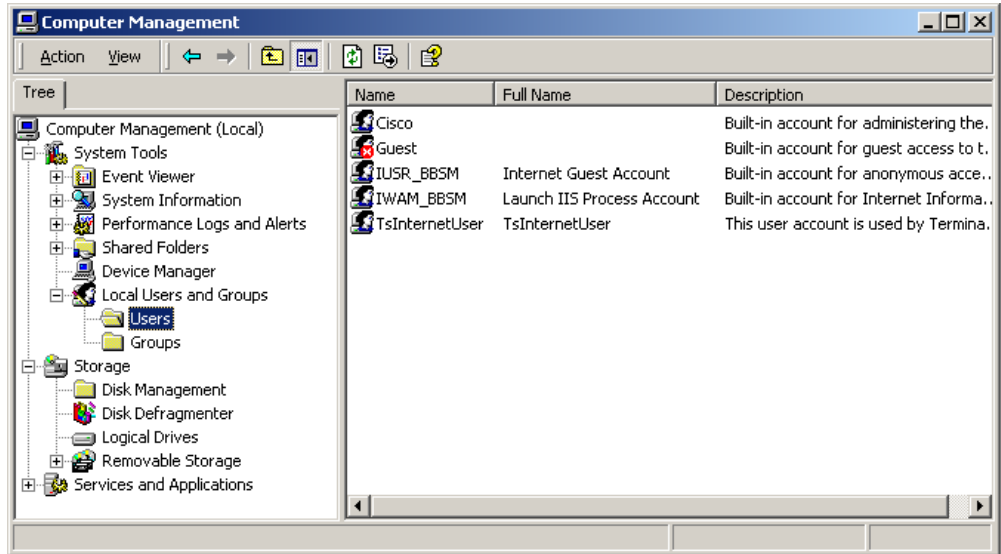 Computer Management
Action View
Tree
Name Full Name Description
Computer Management (Local)
System Tools
Event Viewer
System Information
Performance Logs and Alerts
Shared Folders
Device Manager
Local Users and Groups
Users
Groups
Storage
Disk Management
Disk Defragmenter
Logical Drives
Removable Storage
Services and Applications
Cisco Built-in account for administering the.
Guest Built-in account for guest access to t.
IUSR_BBSM Internet Guest Account Built-in account for anonymous acce..
IWAM_BBSM Launch IIS Process Account Built-in account for Internet Informa..
TsInternetUser TsInternetUser This user account is used by Termina.